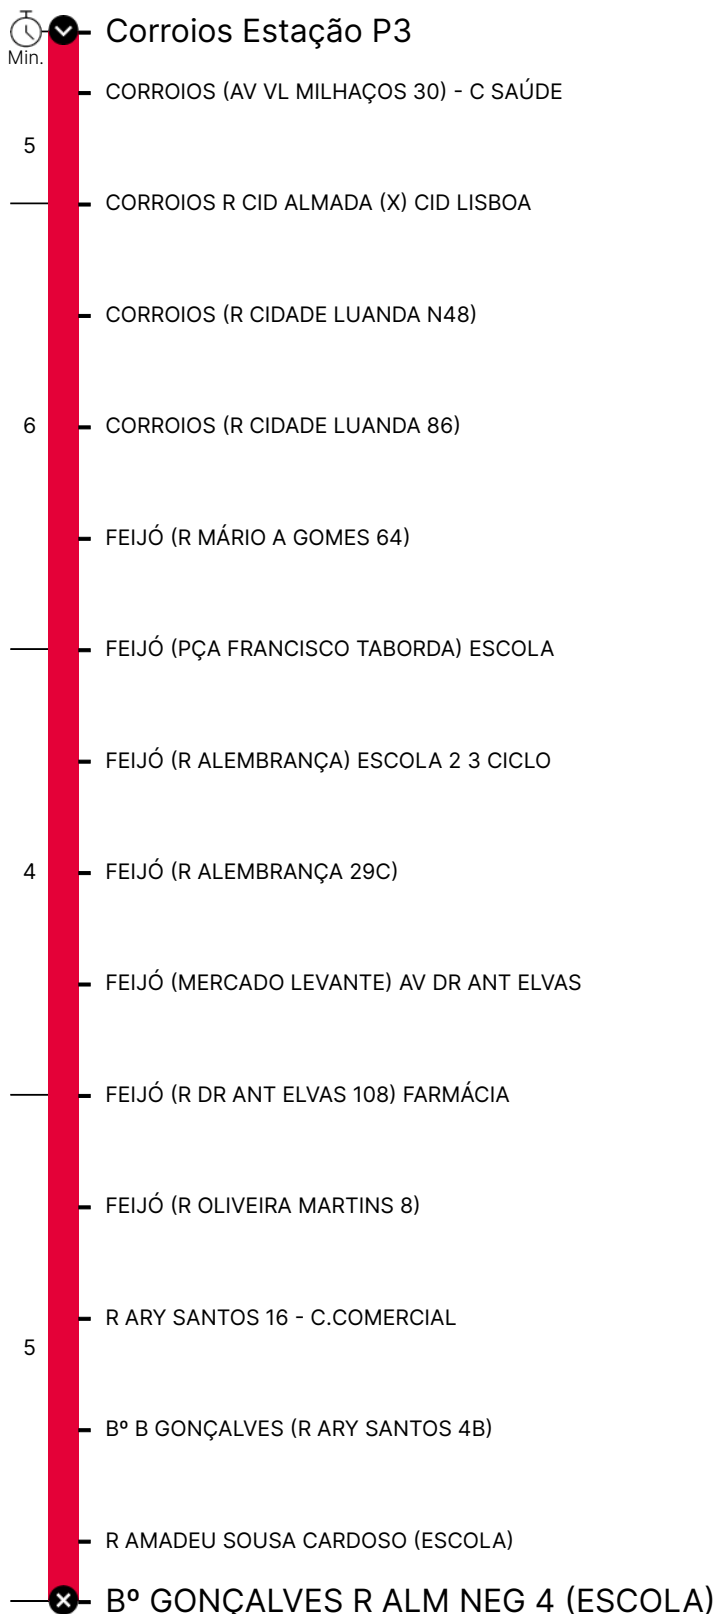 Corroios Estação P3
Min.
CORROIOS (AV VL MILHAÇOS 30) - C SAÚDE
5
CORROIOS R CID ALMADA (X) CID LISBOA
CORROIOS (R CIDADE LUANDA N48)
6
CORROIOS (R CIDADE LUANDA 86)
FEIJÓ (R MÁRIO A GOMES 64)
FEIJÓ (PÇA FRANCISCO TABORDA) ESCOLA
FEIJÓ (R ALEMBRANÇA) ESCOLA 2 3 CICLO
4
FEIJÓ (R ALEMBRANÇA 29C)
FEIJÓ (MERCADO LEVANTE) AV DR ANT ELVAS
FEIJÓ (R DR ANT ELVAS 108) FARMÁCIA
FEIJÓ (R OLIVEIRA MARTINS 8)
R ARY SANTOS 16 - C.COMERCIAL
5
Bº B GONÇALVES (R ARY SANTOS 4B)
R AMADEU SOUSA CARDOSO (ESCOLA)
Bº GONÇALVES R ALM NEG 4 (ESCOLA)